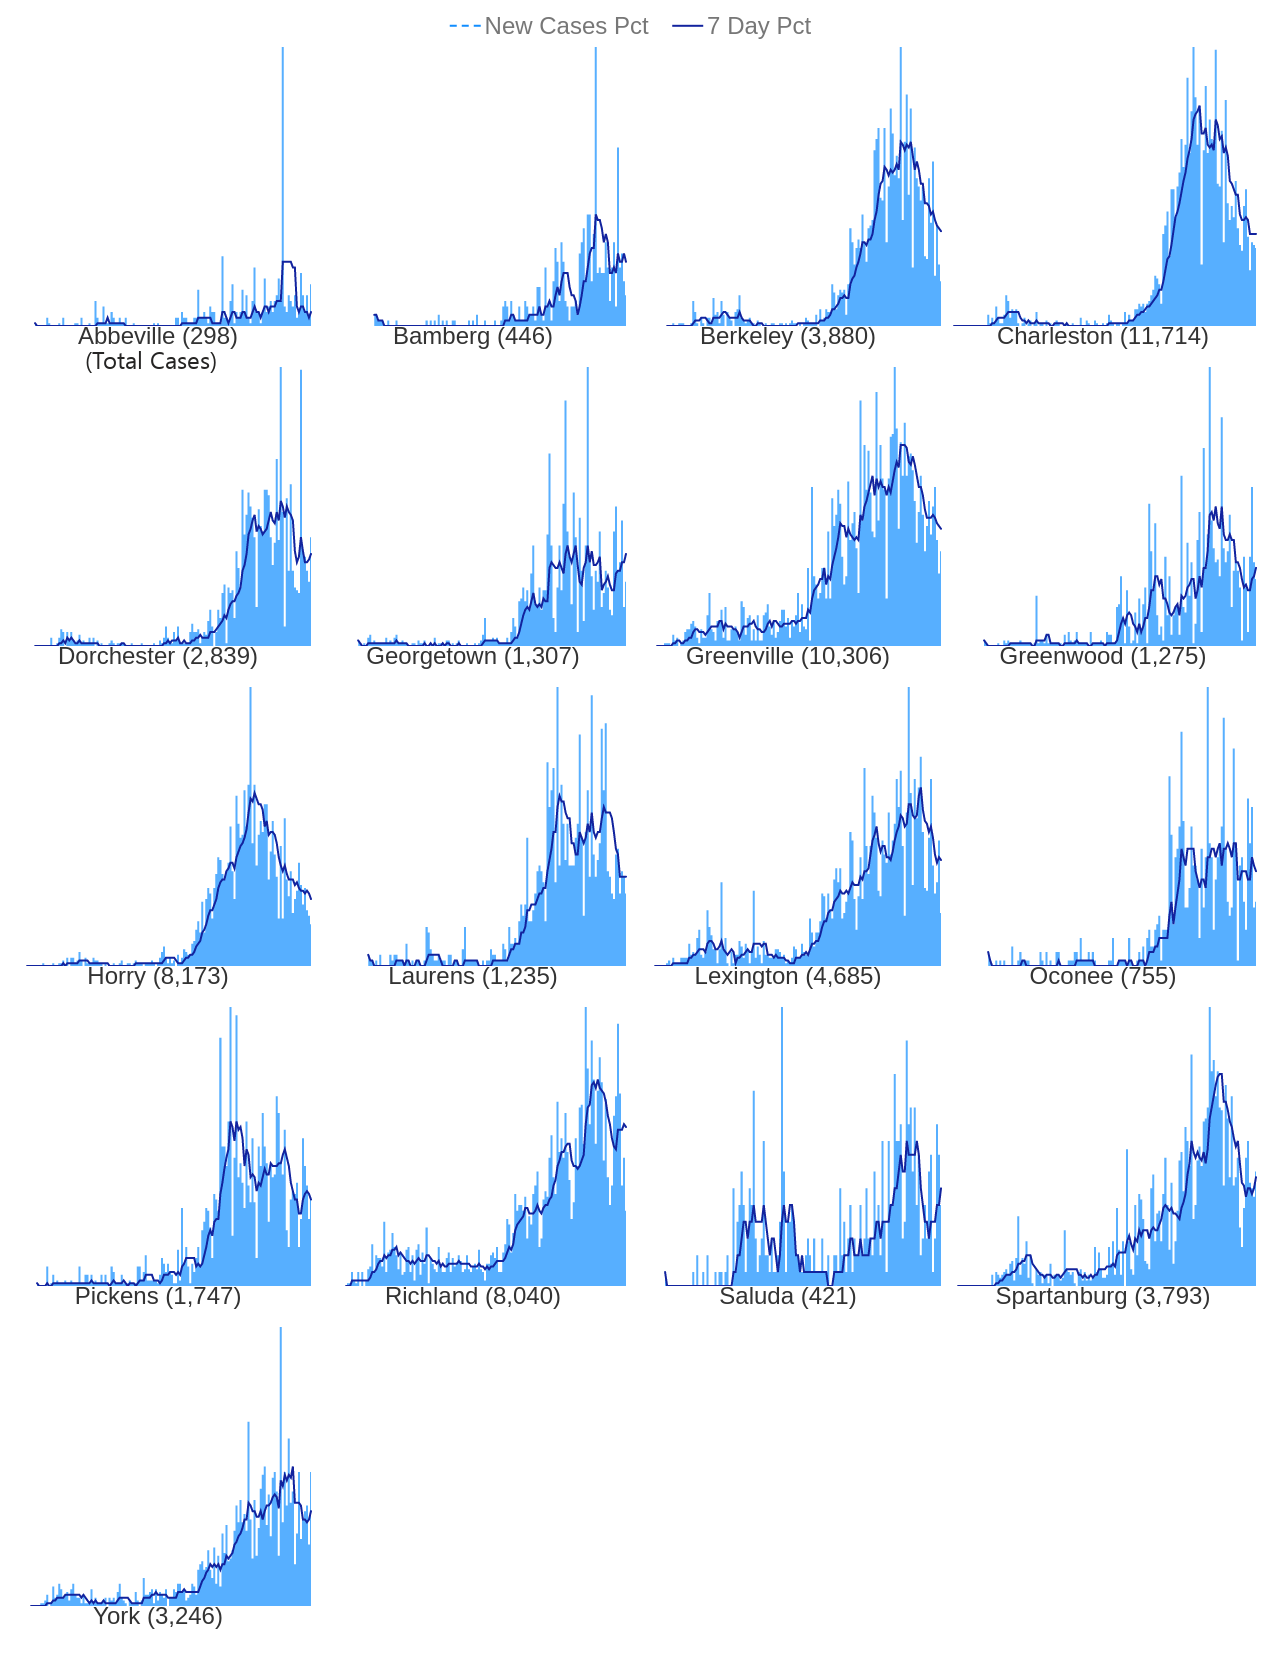 New Cases Pct 7 Day Pct
Abbeville (298) Bamberg (446) Berkeley (3,880) Charleston (11,714)
(Total Cases)
Dorchester (2,839) Georgetown (1,307) Greenville (10,306) Greenwood (1,275)
Horry (8,173) Laurens (1,235) Lexington (4,685) Oconee (755)
Pickens (1,747) Richland (8,040) Saluda (421) Spartanburg (3,793)
York (3,246)